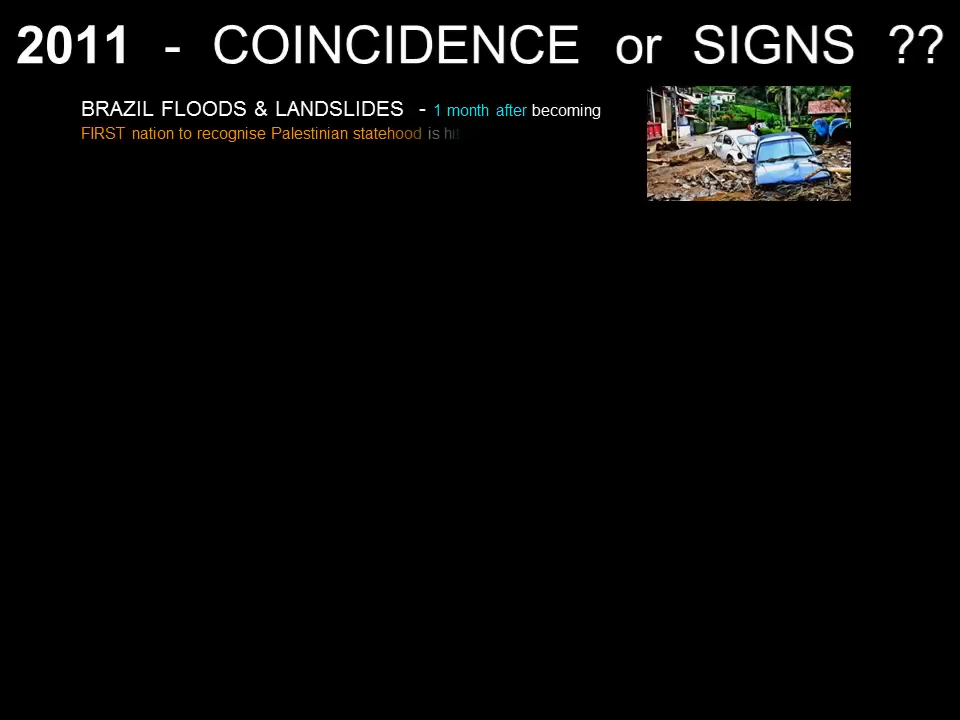 2011 - COINCIDENCE or SIGNS ??
BRAZIL FLOODS & LANDSLIDES - 1 month after becoming
FIRST nation to recognise Palestinian statehood is